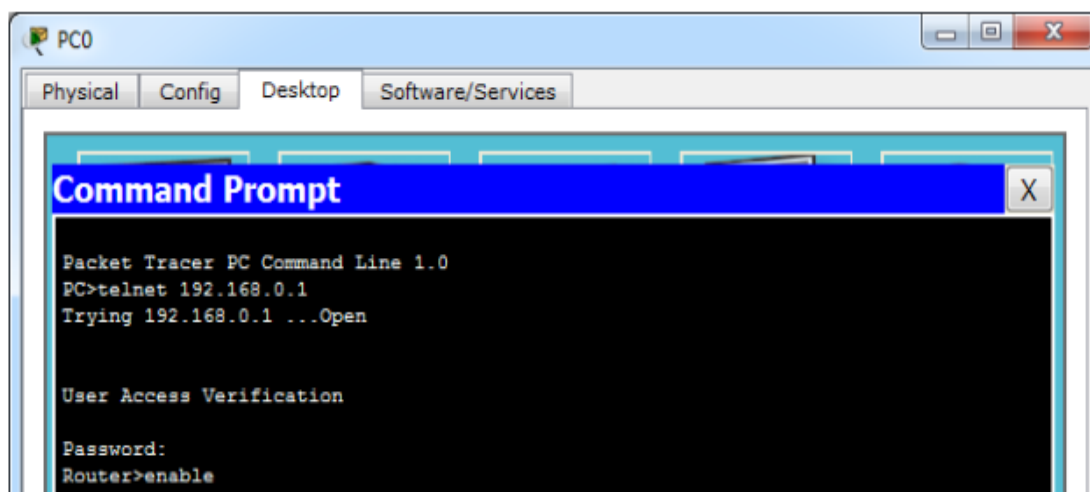 PC0
Physical Config Desktop Software/Services
Command Prompt
X
Packet Tracer PC Command Line 1.0
PC>telnet 192.168.0.1
Trying 192.168.0.1 ...Open
User Access Verification
Password:
Router>enable